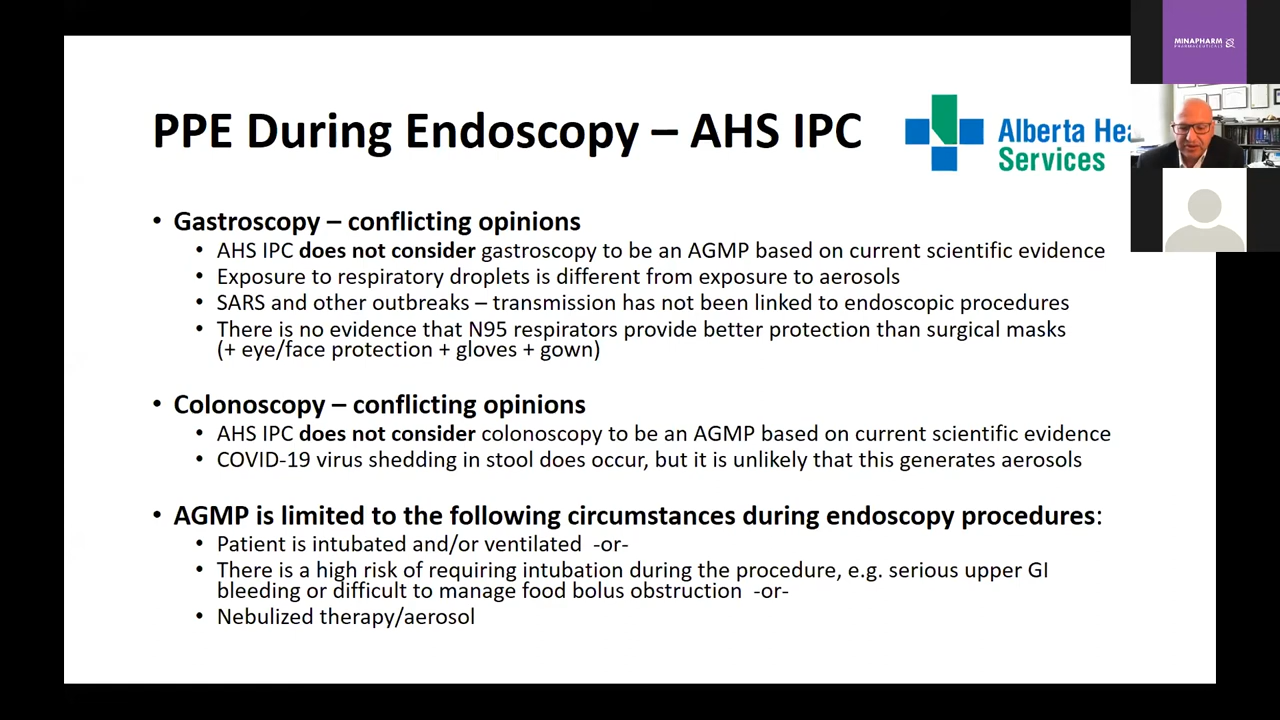 PPE During Endoscopy – AHS IPC
Alberta Hea
Services
MINAPHARM
PHARMACEUTICALS
• Gastroscopy – conflicting opinions
• AHS IPC does not consider gastroscopy to be an AGMP based on current scientific evidence
• Exposure to respiratory droplets is different from exposure to aerosols
• SARS and other outbreaks – transmission has not been linked to endoscopic procedures
• There is no evidence that N95 respirators provide better protection than surgical masks
(+ eye/face protection + gloves + gown)
• Colonoscopy – conflicting opinions
• AHS IPC does not consider colonoscopy to be an AGMP based on current scientific evidence
• COVID-19 virus shedding in stool does occur, but it is unlikely that this generates aerosols
• AGMP is limited to the following circumstances during endoscopy procedures:
• Patient is intubated and/or ventilated -or-
• There is a high risk of requiring intubation during the procedure, e.g. serious upper GI
bleeding or difficult to manage food bolus obstruction -or-
• Nebulized therapy/aerosol